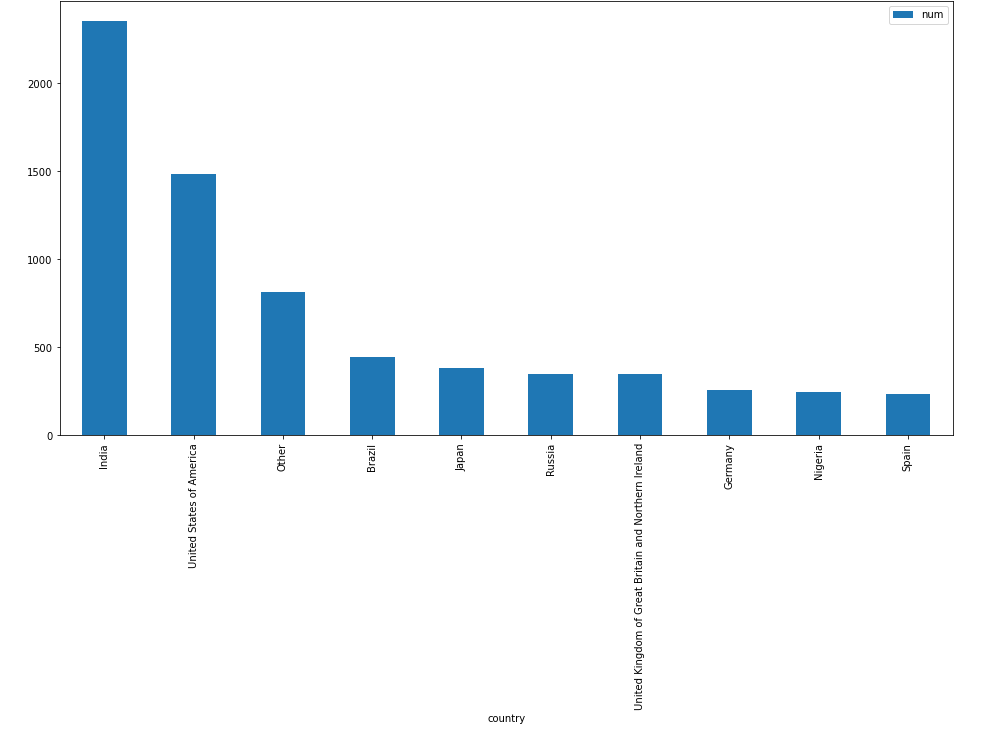 num
2000
1500
1000
500
0
India
United States of America
Other
Brazil
Japan
Russia
United Kingdom of Great Britain and Northern Ireland
Germany
Nigeria
Spain
country